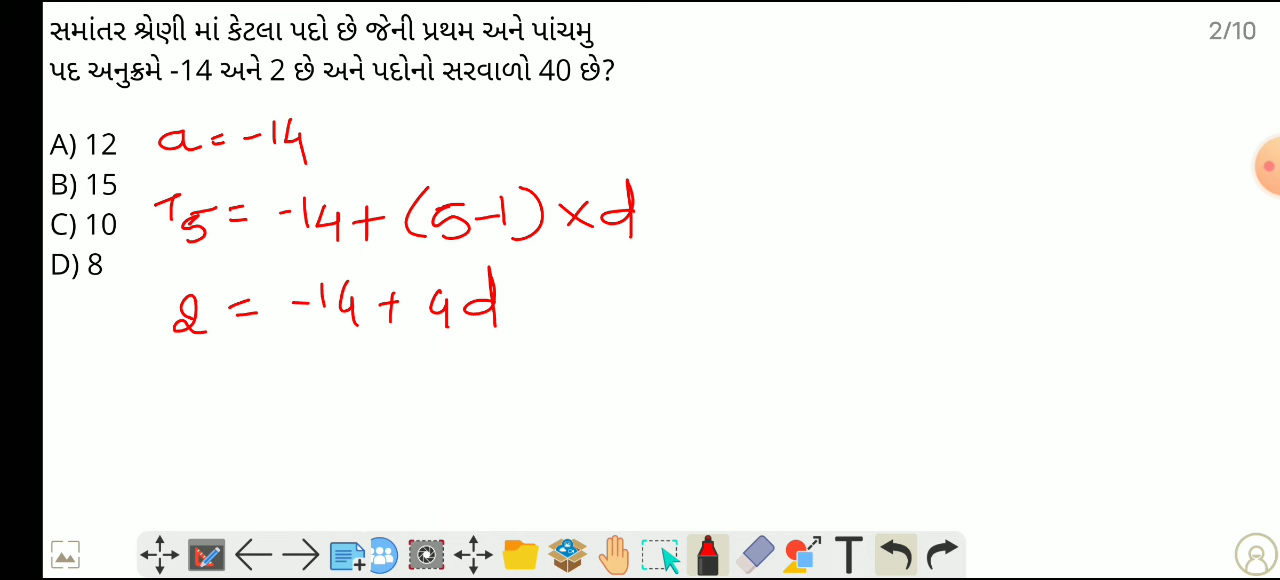 સમાંતર શ્રેણી માં કેટલા પદો છે જેની પ્રથમ અને પાંચમુ
પદ અનુક્રમે -14 અને 2 છે અને પદોનો સરવાળો 40 છે?
2/10
A) 12
B) 15
C) 10
D) 8
a = -14
T5 = -14 + (5-1) × d
2 = -14 + 4d
T